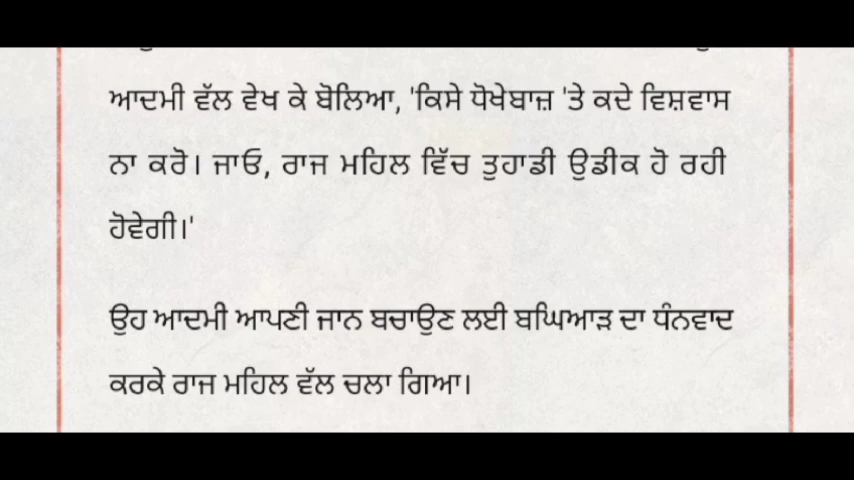 ਆਦਮੀ ਵੱਲ ਵੇਖ ਕੇ ਬੋਲਿਆ, 'ਕਿਸੇ ਧੋਖੇਬਾਜ਼ 'ਤੇ ਕਦੇ ਵਿਸ਼ਵਾਸ
ਨਾ ਕਰੋ। ਜਾਓ, ਰਾਜ ਮਹਿਲ ਵਿੱਚ ਤੁਹਾਡੀ ਉਡੀਕ ਹੋ ਰਹੀ
ਹੋਵੇਗੀ।'
ਉਹ ਆਦਮੀ ਆਪਣੀ ਜਾਨ ਬਚਾਉਣ ਲਈ ਬਘਿਆੜ ਦਾ ਧੰਨਵਾਦ
ਕਰਕੇ ਰਾਜ ਮਹਿਲ ਵੱਲ ਚਲਾ ਗਿਆ।